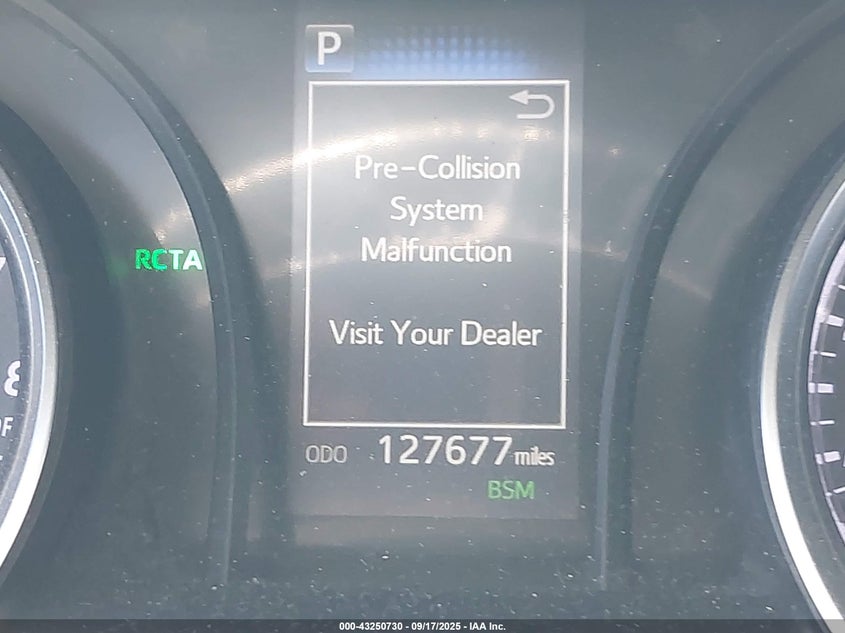 P
Pre-Collision
System
Malfunction
Visit Your Dealer
RCTA
8
ODO 127677 miles
BSM
000-43250730 - 09/17/2025 - IAA Inc.